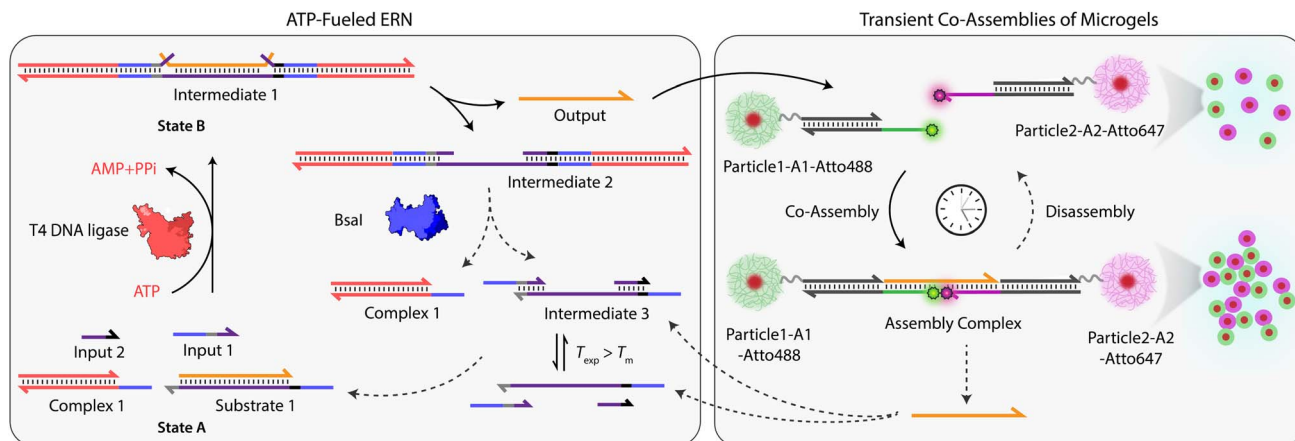 ATP-Fueled ERN
Intermediate 1
State B
Output
AMP+PPi
Intermediate 2
T4 DNA ligase
BsaI
ATP
Complex 1
Intermediate 3
Input 2
Input 1
Texp > Tm
Complex 1
Substrate 1
State A
Transient Co-Assemblies of Microgels
Particle1-A1-Atto488
Particle2-A2-Atto647
Co-Assembly
Disassembly
Particle1-A1
-Atto488
Assembly Complex
Particle2-A2
-Atto647